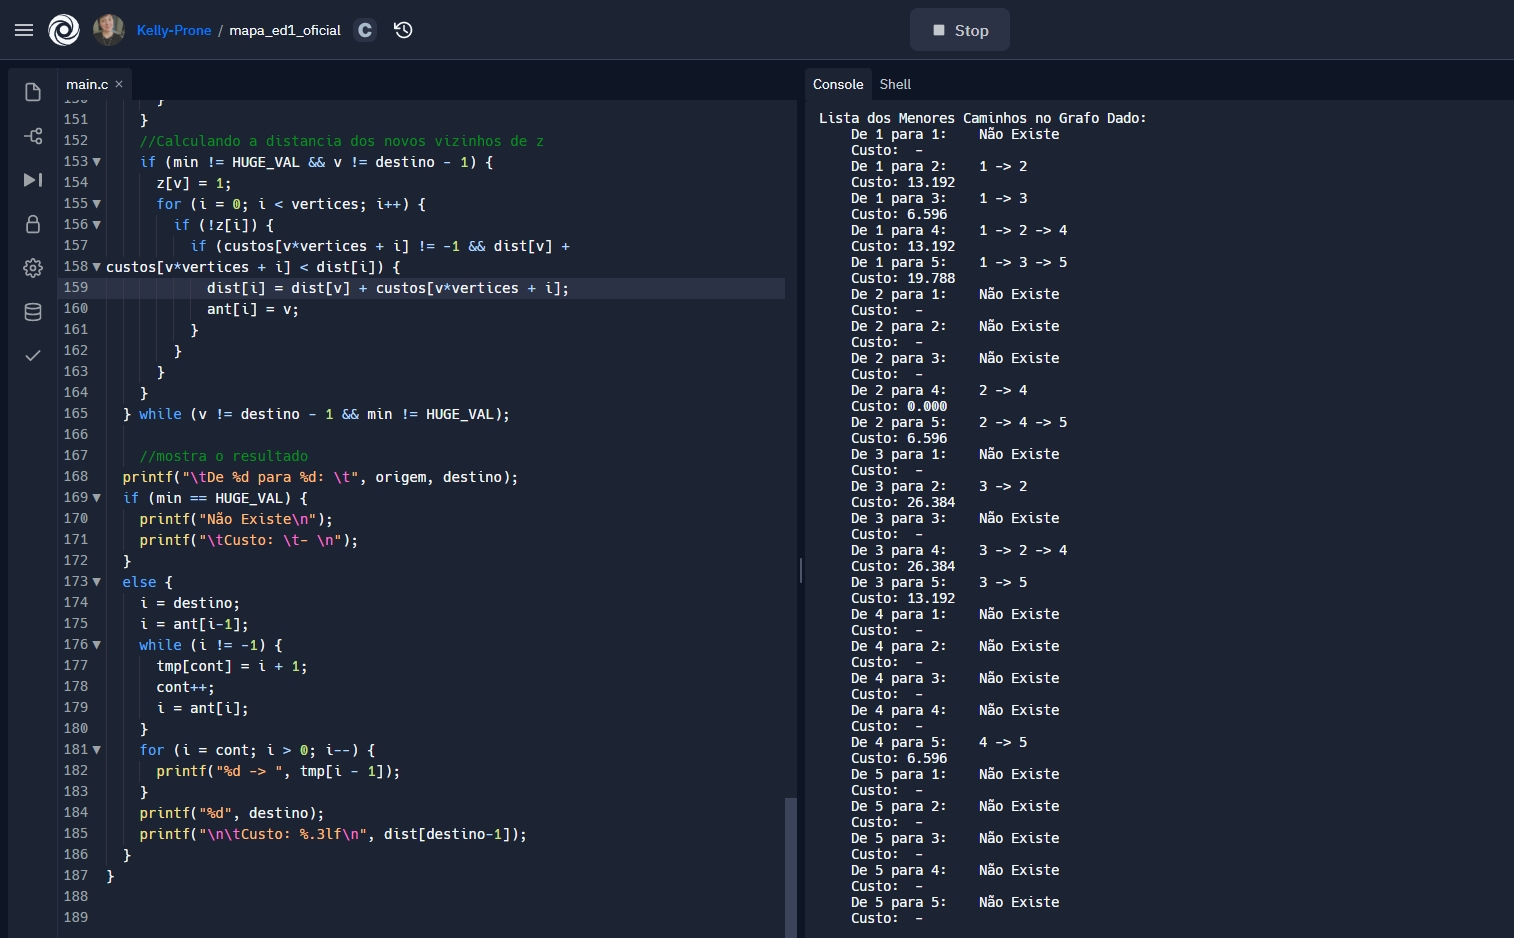 Kelly-Prone / mapa_ed1_oficial C
Stop
main.c ×
Console Shell
150 }
151 }
152 //Calculando a distancia dos novos vizinhos de z
153 if (min != HUGE_VAL && v != destino - 1) {
154 z[v] = 1;
155 for (i = 0; i < vertices; i++) {
156 if (!z[i]) {
157 if (custos[v*vertices + i] != -1 && dist[v] +
158 custos[v*vertices + i] < dist[i]) {
159 dist[i] = dist[v] + custos[v*vertices + i];
160 ant[i] = v;
161 }
162 }
163 }
164 }
165 } while (v != destino - 1 && min != HUGE_VAL);
166
167 //mostra o resultado
168 printf("\tDe %d para %d: \t", origem, destino);
169 if (min == HUGE_VAL) {
170 printf("Não Existe\n");
171 printf("\tCusto: \t- \n");
172 }
173 else {
174 i = destino;
175 i = ant[i-1];
176 while (i != -1) {
177 tmp[cont] = i + 1;
178 cont++;
179 i = ant[i];
180 }
181 for (i = cont; i > 0; i--) {
182 printf("%d -> ", tmp[i - 1]);
183 }
184 printf("%d", destino);
185 printf("\n\tCusto: %.3lf\n", dist[destino-1]);
186 }
187 }
188
189
Lista dos Menores Caminhos no Grafo Dado:
De 1 para 1: Não Existe
Custo: -
De 1 para 2: 1 -> 2
Custo: 13.192
De 1 para 3: 1 -> 3
Custo: 6.596
De 1 para 4: 1 -> 2 -> 4
Custo: 13.192
De 1 para 5: 1 -> 3 -> 5
Custo: 19.788
De 2 para 1: Não Existe
Custo: -
De 2 para 2: Não Existe
Custo: -
De 2 para 3: Não Existe
Custo: -
De 2 para 4: 2 -> 4
Custo: 0.000
De 2 para 5: 2 -> 4 -> 5
Custo: 6.596
De 3 para 1: Não Existe
Custo: -
De 3 para 2: 3 -> 2
Custo: 26.384
De 3 para 3: Não Existe
Custo: -
De 3 para 4: 3 -> 2 -> 4
Custo: 26.384
De 3 para 5: 3 -> 5
Custo: 13.192
De 4 para 1: Não Existe
Custo: -
De 4 para 2: Não Existe
Custo: -
De 4 para 3: Não Existe
Custo: -
De 4 para 4: Não Existe
Custo: -
De 4 para 5: 4 -> 5
Custo: 6.596
De 5 para 1: Não Existe
Custo: -
De 5 para 2: Não Existe
Custo: -
De 5 para 3: Não Existe
Custo: -
De 5 para 4: Não Existe
Custo: -
De 5 para 5: Não Existe
Custo: -